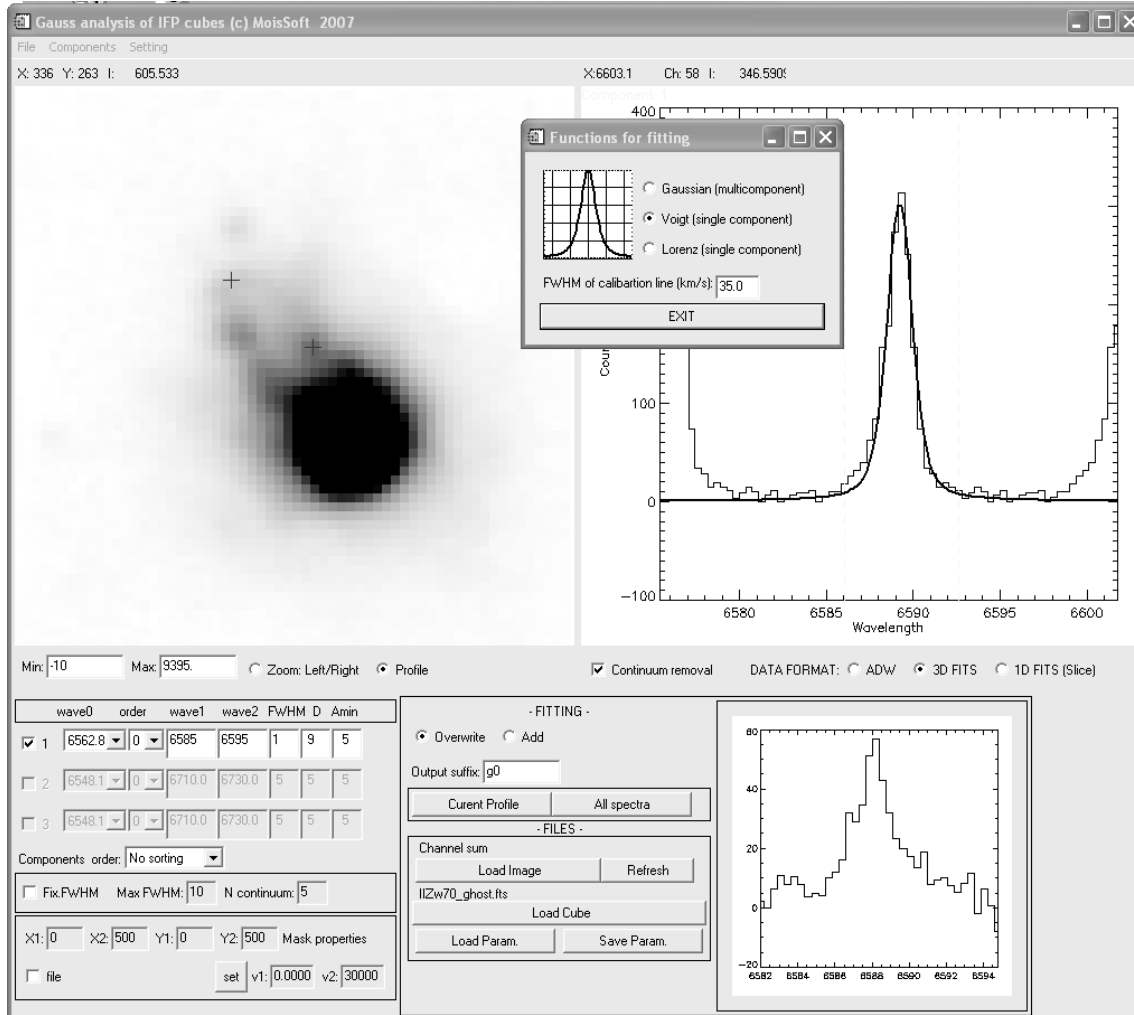 Gauss analysis of IFP cubes (c) MoisSoft 2007
File Components Setting
X: 336 Y: 263 I: 605.533
X:6603.1 Ch: 58 I: 346.5909
Component 1
400
Functions for fitting
Gaussian (multicomponent)
Voigt (single component)
Lorenz (single component)
FWHM of calibartion line (km/s): 35.0
EXIT
Cour
100
0
-100
6580 6585 6590 6595 6600
Wavelength
Min: -10 Max: 9395. Zoom: Left/Right Profile
Continuum removal DATA FORMAT: ADW 3D FITS 1D FITS (Slice)
wave0 order wave1 wave2 FWHM D Amin
1 6562.8 0 6585 6595 1 9 5
2 6548.1 0 6710.0 6730.0 5 5 5
3 6548.1 0 6710.0 6730.0 5 5 5
Components order: No sorting
Fix.FWHM Max FWHM: 10 N continuum: 5
X1: 0 X2: 500 Y1: 0 Y2: 500 Mask properties
file set v1: 0.0000 v2: 30000
- FITTING -
Overwrite Add
Output suffix: g0
Curent Profile All spectra
- FILES -
Channel sum
Load Image Refresh
IIZw70_ghost.fts
Load Cube
Load Param. Save Param.
80
60
40
20
0
-20
6582 6584 6586 6588 6590 6592 6594